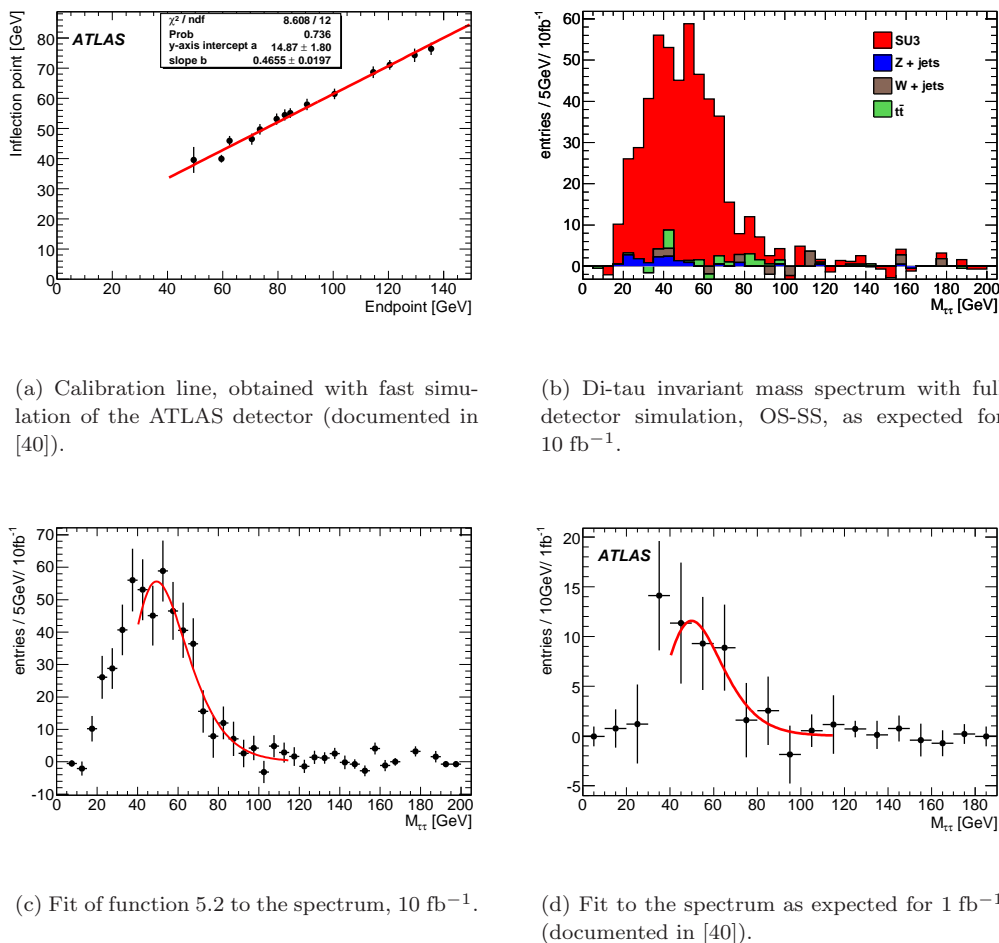 Inflection point [GeV]
80
70
60
50
40
30
20
10
0
ATLAS
χ² / ndf 8.608 / 12
Prob 0.736
y-axis intercept a 14.87 ± 1.80
slope b 0.4655 ± 0.0197
0 20 40 60 80 100 120 140
Endpoint [GeV]
entries / 5GeV / 10fb⁻¹
60
50
40
30
20
10
0
SU3
Z + jets
W + jets
tt̄
0 20 40 60 80 100 120 140 160 180 200
Mττ [GeV]
(a) Calibration line, obtained with fast simu-
lation of the ATLAS detector (documented in
[40]).
(b) Di-tau invariant mass spectrum with full
detector simulation, OS-SS, as expected for
10 fb⁻¹.
entries / 5GeV/ 10fb⁻¹
70
60
50
40
30
20
10
0
-10
0 20 40 60 80 100 120 140 160 180 200
Mττ [GeV]
entries / 10GeV/ 1fb⁻¹
20
15
10
5
0
-5
ATLAS
0 20 40 60 80 100 120 140 160 180
Mττ [GeV]
(c) Fit of function 5.2 to the spectrum, 10 fb⁻¹.
(d) Fit to the spectrum as expected for 1 fb⁻¹
(documented in [40]).